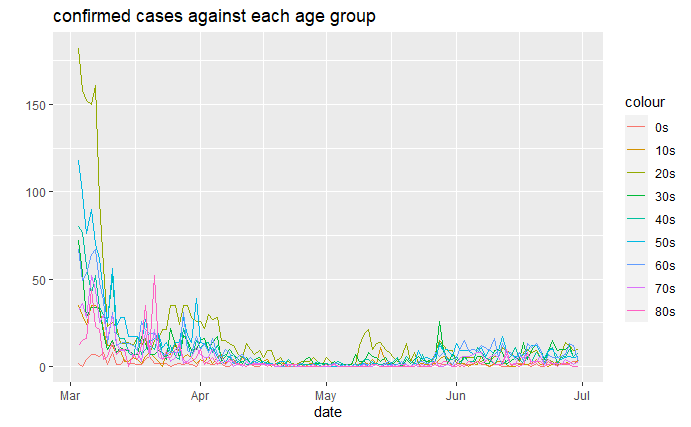 confirmed cases against each age group
150
100
50
0
Mar
Apr
May
Jun
Jul
date
colour
0s
10s
20s
30s
40s
50s
60s
70s
80s